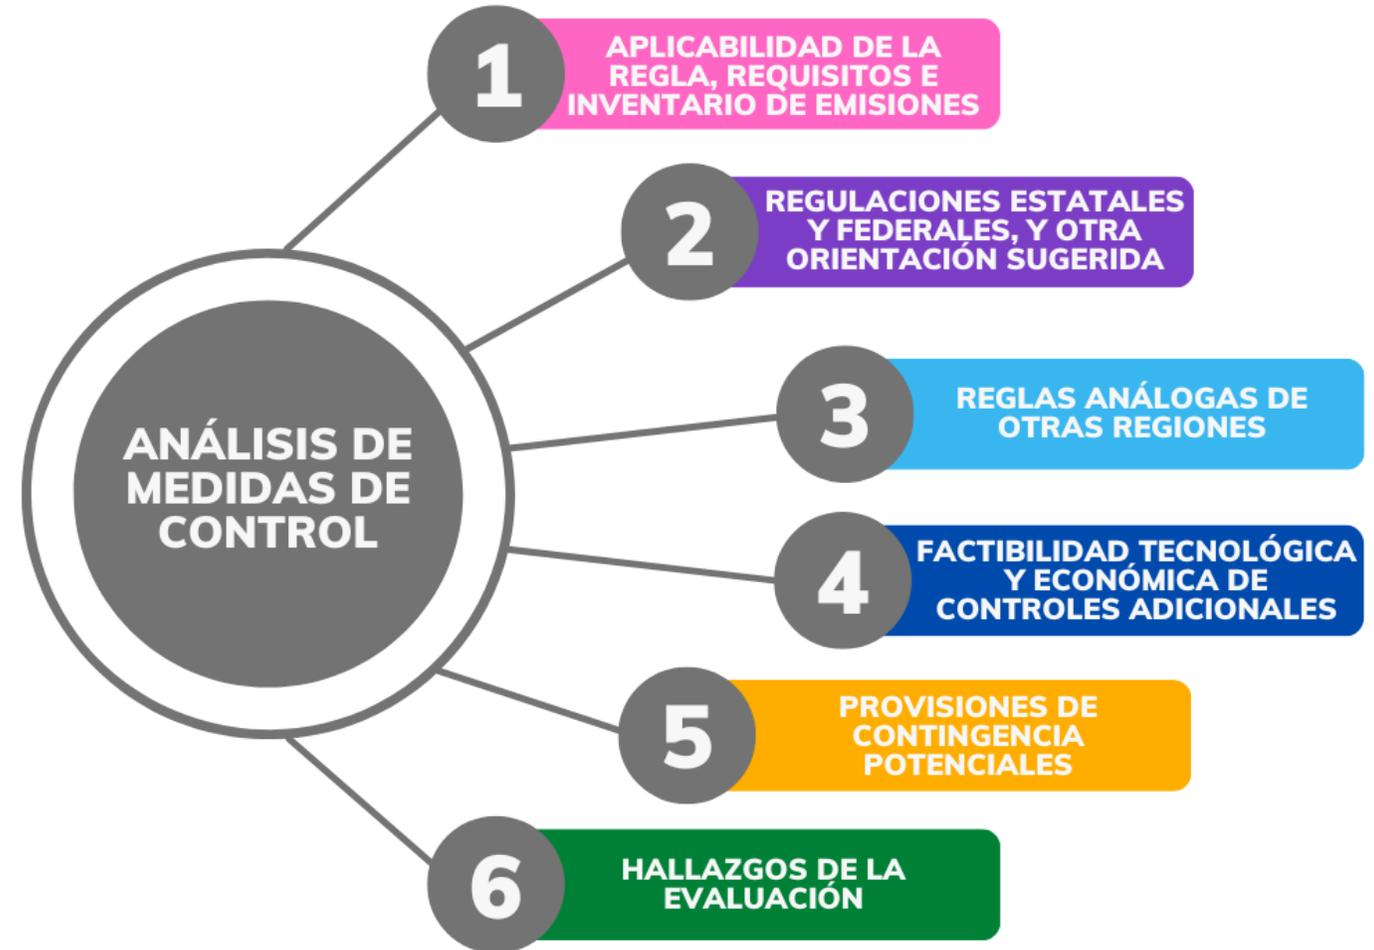 1
APLICABILIDAD DE LA
REGLA, REQUISITOS E
INVENTARIO DE EMISIONES
2
REGULACIONES ESTATALES
Y FEDERALES, Y OTRA
ORIENTACIÓN SUGERIDA
3
REGLAS ANÁLOGAS DE
OTRAS REGIONES
ANÁLISIS DE
MEDIDAS DE
CONTROL
4
FACTIBILIDAD TECNOLÓGICA
Y ECONÓMICA DE
CONTROLES ADICIONALES
5
PROVISIONES DE
CONTINGENCIA
POTENCIALES
6
HALLAZGOS DE LA
EVALUACIÓN